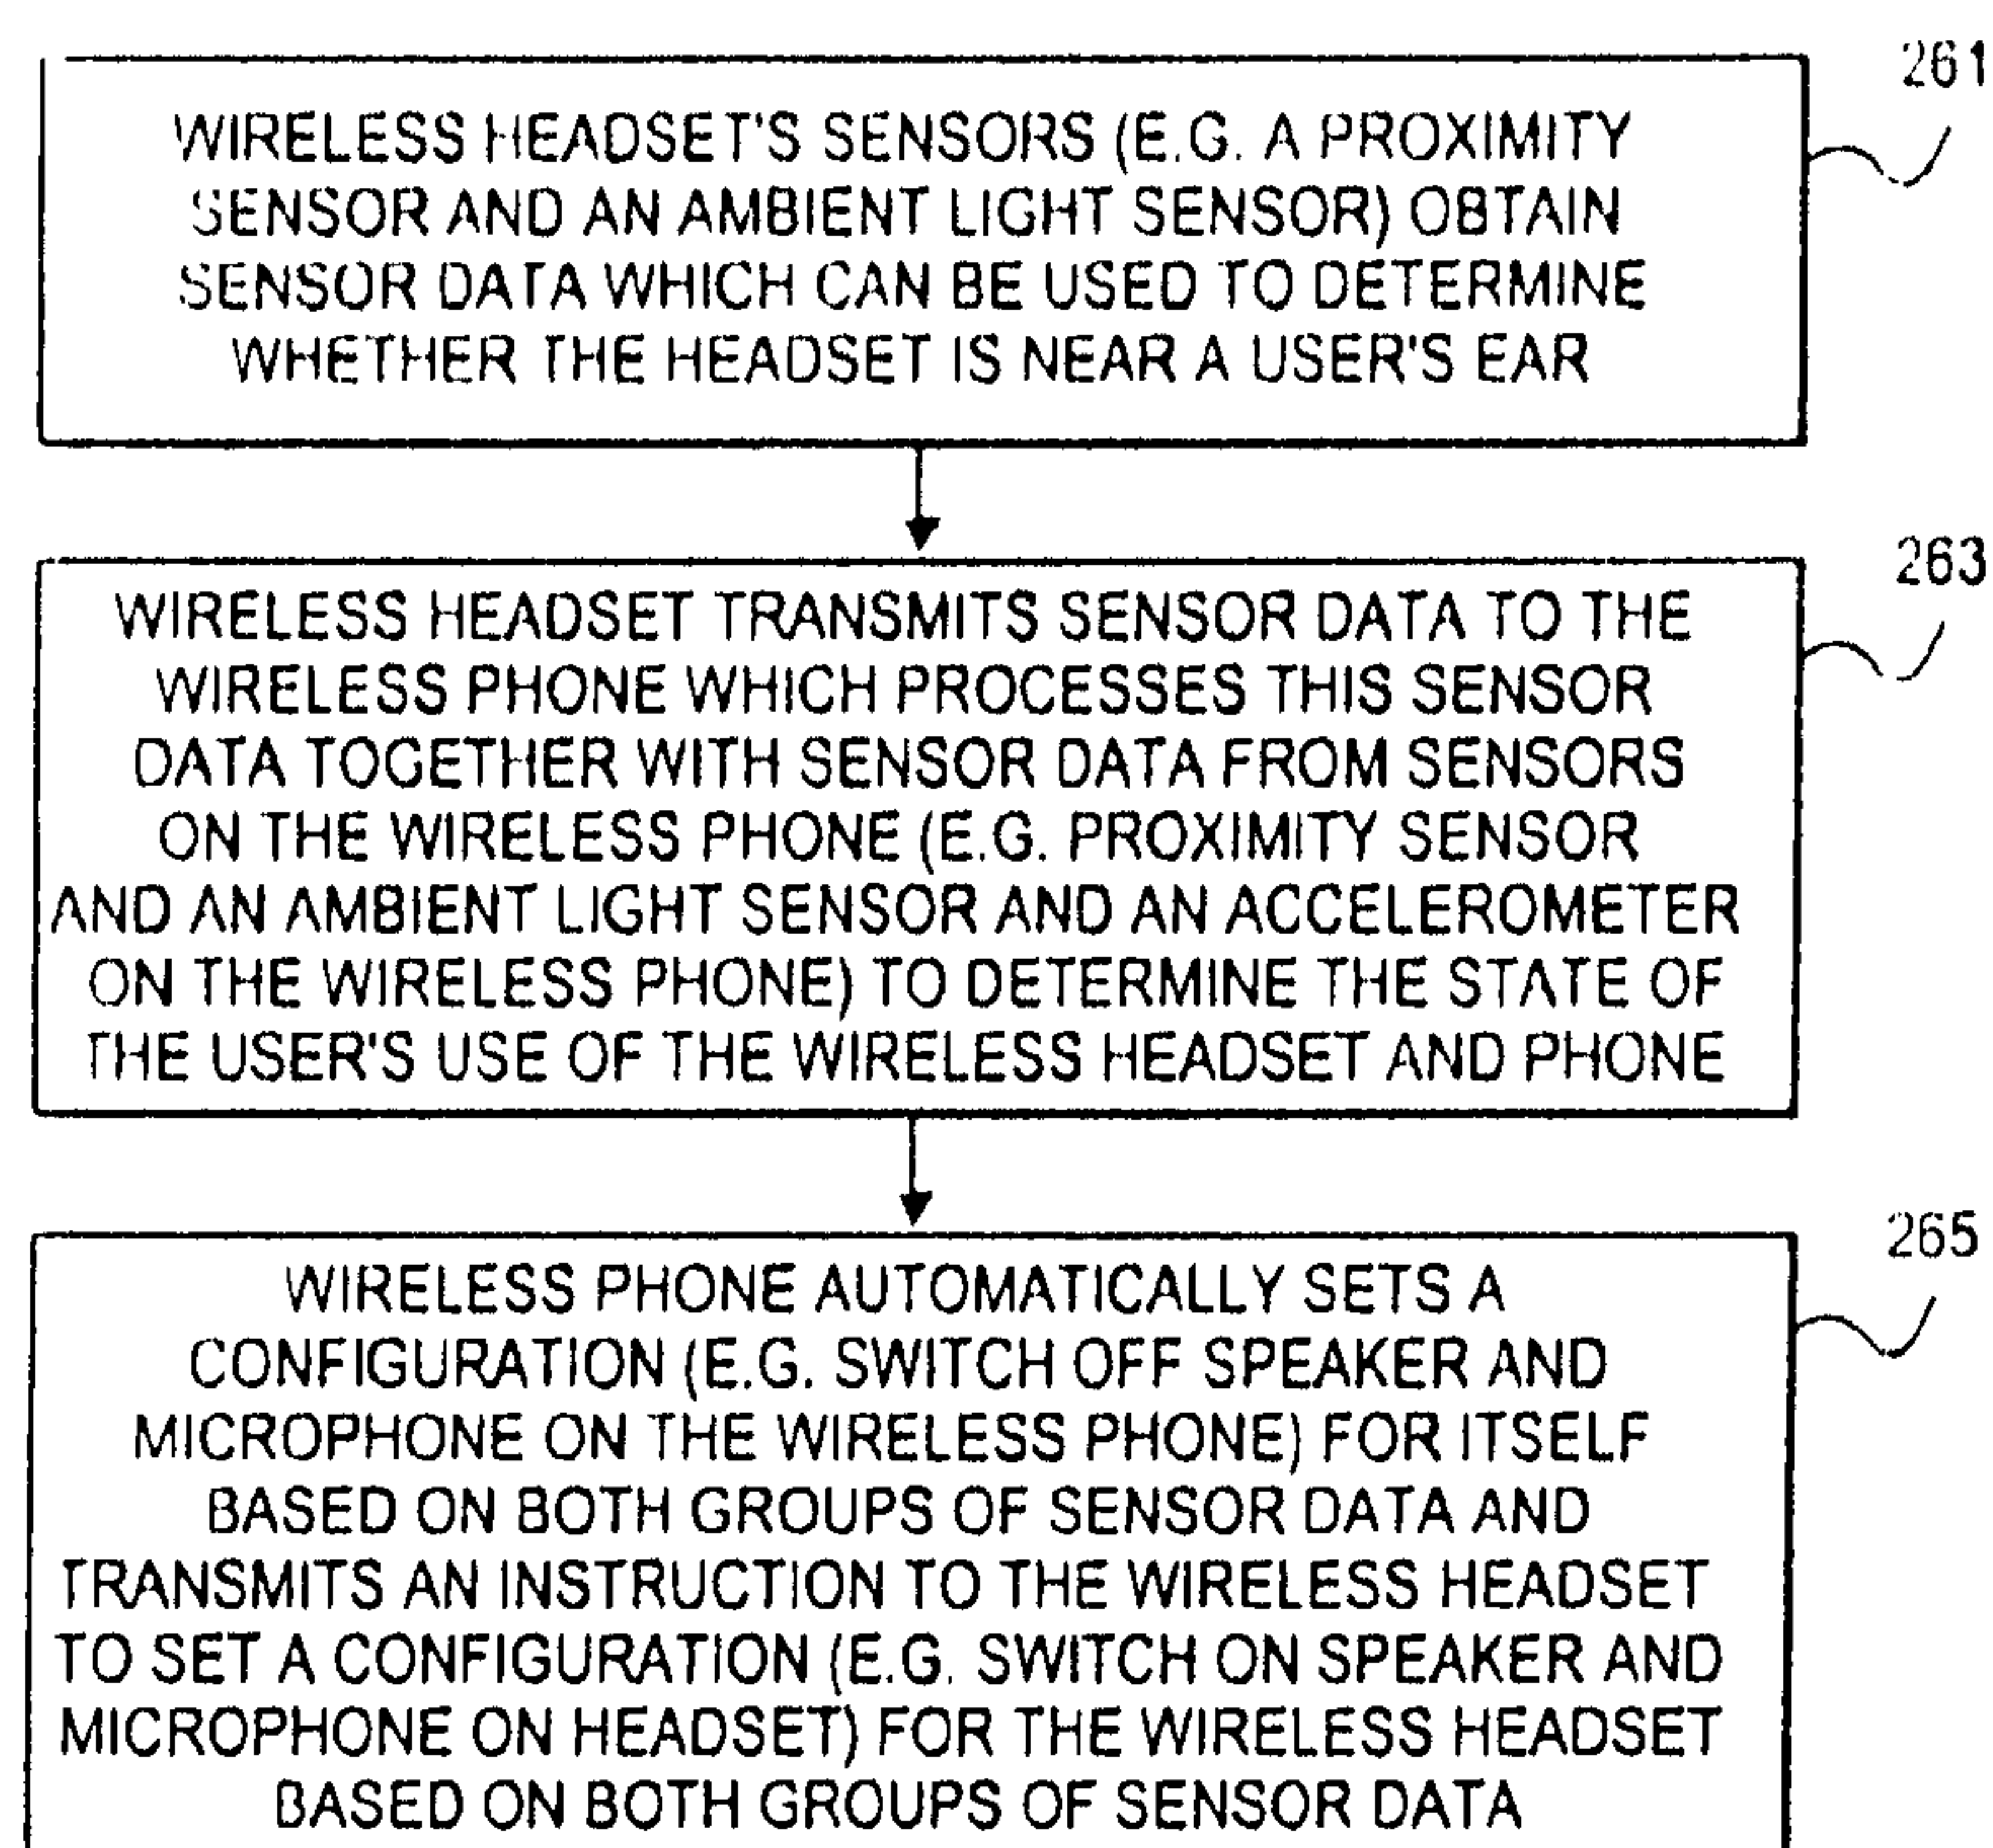 261
WIRELESS HEADSET'S SENSORS (E.G. A PROXIMITY
SENSOR AND AN AMBIENT LIGHT SENSOR) OBTAIN
SENSOR DATA WHICH CAN BE USED TO DETERMINE
WHETHER THE HEADSET IS NEAR A USER'S EAR
263
WIRELESS HEADSET TRANSMITS SENSOR DATA TO THE
WIRELESS PHONE WHICH PROCESSES THIS SENSOR
DATA TOGETHER WITH SENSOR DATA FROM SENSORS
ON THE WIRELESS PHONE (E.G. PROXIMITY SENSOR
AND AN AMBIENT LIGHT SENSOR AND AN ACCELEROMETER
ON THE WIRELESS PHONE) TO DETERMINE THE STATE OF
THE USER'S USE OF THE WIRELESS HEADSET AND PHONE
265
WIRELESS PHONE AUTOMATICALLY SETS A
CONFIGURATION (E.G. SWITCH OFF SPEAKER AND
MICROPHONE ON THE WIRELESS PHONE) FOR ITSELF
BASED ON BOTH GROUPS OF SENSOR DATA AND
TRANSMITS AN INSTRUCTION TO THE WIRELESS HEADSET
TO SET A CONFIGURATION (E.G. SWITCH ON SPEAKER AND
MICROPHONE ON HEADSET) FOR THE WIRELESS HEADSET
BASED ON BOTH GROUPS OF SENSOR DATA